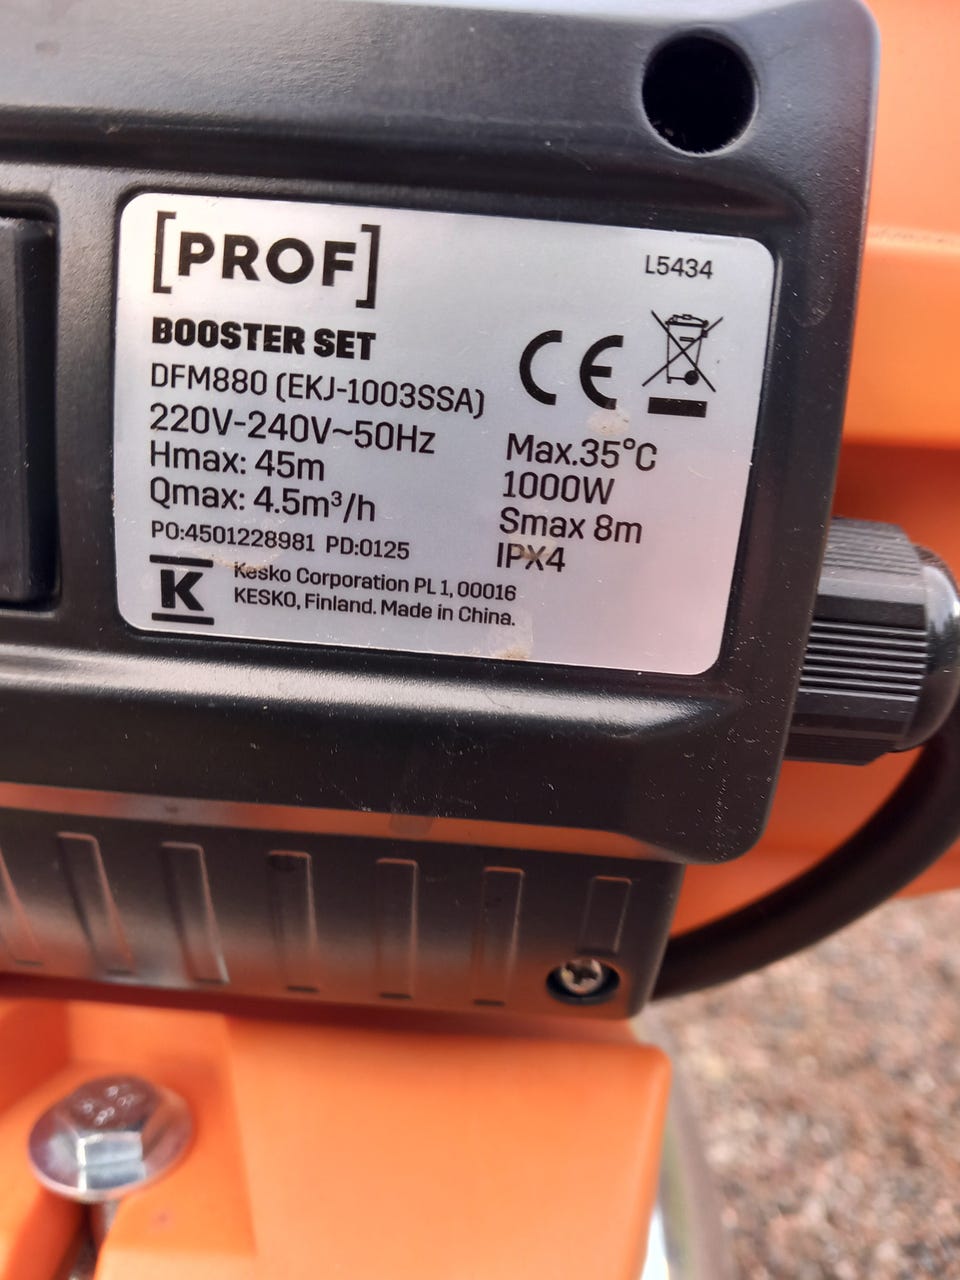 [PROF]
L5434
BOOSTER SET
DFM880 (EKJ-1003SSA)
220V-240V~50Hz
Hmax: 45m
Qmax: 4.5m³/h
PO:4501228981 PD:0125
CE
Max.35°C
1000W
Smax 8m
IPX4
K
Kesko Corporation PL 1, 00016
KESKO, Finland. Made in China.